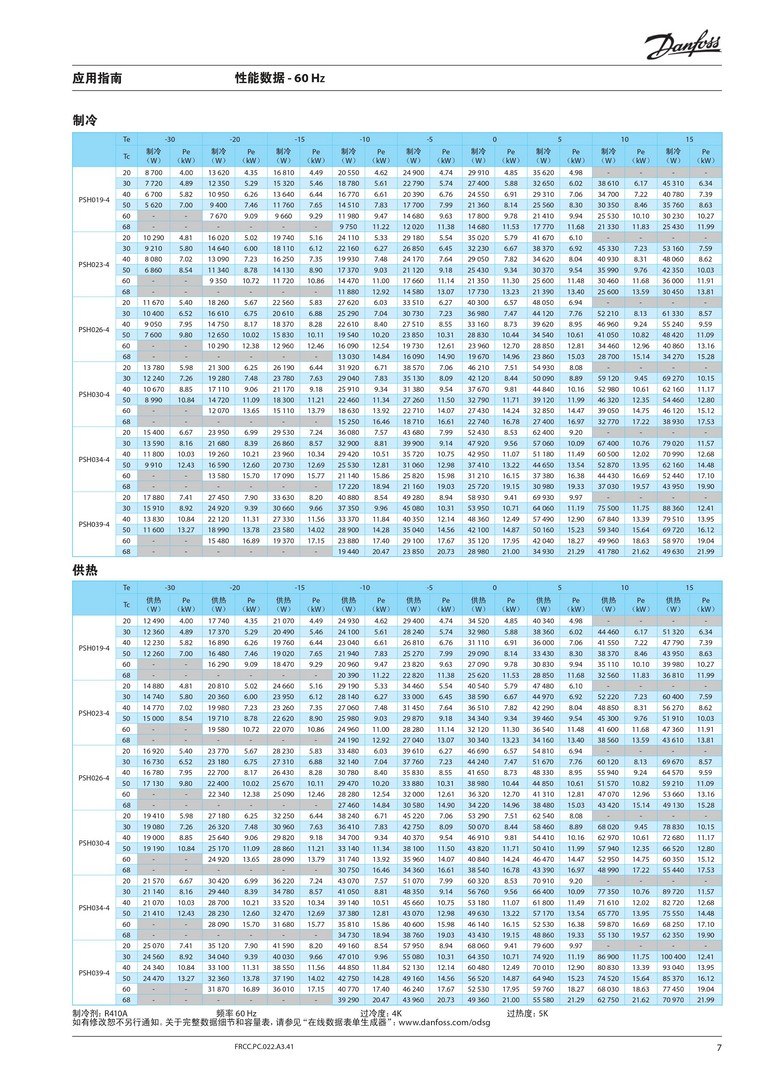 Danfoss
应用指南 性能数据 - 60 Hz
制冷
Te -30 -20 -15 -10 -5 0 5 10 15
Tc 制冷 (W) Pe (kW) 制冷 (W) Pe (kW) 制冷 (W) Pe (kW) 制冷 (W) Pe (kW) 制冷 (W) Pe (kW) 制冷 (W) Pe (kW) 制冷 (W) Pe (kW) 制冷 (W) Pe (kW) 制冷 (W) Pe (kW)
PSH019-4
20 8 700 4.00 13 620 4.35 16 810 4.49 20 550 4.62 24 900 4.74 29 910 4.85 35 620 4.98 - - - -
30 7 720 4.89 12 350 5.29 15 320 5.46 18 780 5.61 22 790 5.74 27 400 5.88 32 650 6.02 38 610 6.17 45 310 6.34
40 6 700 5.82 10 950 6.26 13 640 6.44 16 770 6.61 20 390 6.76 24 550 6.91 29 310 7.06 34 700 7.22 40 780 7.39
50 5 620 7.00 9 400 7.46 11 760 7.65 14 510 7.83 17 700 7.99 21 360 8.14 25 560 8.30 30 350 8.46 35 760 8.63
60 - - 7 670 9.09 9 660 9.29 11 980 9.47 14 680 9.63 17 800 9.78 21 410 9.94 25 530 10.10 30 230 10.27
68 - - - - - - 9 750 11.22 12 020 11.38 14 680 11.53 17 770 11.68 21 330 11.83 25 430 11.99
PSH023-4
20 10 290 4.81 16 020 5.02 19 740 5.16 24 110 5.33 29 180 5.54 35 020 5.79 41 670 6.10 - - - -
30 9 210 5.80 14 640 6.00 18 110 6.12 22 160 6.27 26 850 6.45 32 230 6.67 38 370 6.92 45 330 7.23 53 160 7.59
40 8 080 7.02 13 090 7.23 16 250 7.35 19 930 7.48 24 170 7.64 29 050 7.82 34 620 8.04 40 930 8.31 48 060 8.62
50 6 860 8.54 11 340 8.78 14 130 8.90 17 370 9.03 21 120 9.18 25 430 9.34 30 370 9.54 35 990 9.76 42 350 10.03
60 - - 9 350 10.72 11 720 10.86 14 470 11.00 17 660 11.14 21 350 11.30 25 600 11.48 30 460 11.68 36 000 11.91
68 - - - - - - 11 880 12.92 14 580 13.07 17 730 13.23 21 390 13.40 25 600 13.59 30 450 13.81
PSH026-4
20 11 670 5.40 18 260 5.67 22 560 5.83 27 620 6.03 33 510 6.27 40 300 6.57 48 050 6.94 - - - -
30 10 400 6.52 16 610 6.75 20 610 6.88 25 290 7.04 30 730 7.23 36 980 7.47 44 120 7.76 52 210 8.13 61 330 8.57
40 9 050 7.95 14 750 8.17 18 370 8.28 22 610 8.40 27 510 8.55 33 160 8.73 39 620 8.95 46 960 9.24 55 240 9.59
50 7 600 9.80 12 650 10.02 15 830 10.11 19 540 10.20 23 850 10.31 28 830 10.44 34 540 10.61 41 050 10.82 48 420 11.09
60 - - 10 290 12.38 12 960 12.46 16 090 12.54 19 730 12.61 23 960 12.70 28 850 12.81 34 460 12.96 40 860 13.16
68 - - - - - - 13 030 14.84 16 090 14.90 19 670 14.96 23 860 15.03 28 700 15.14 34 270 15.28
PSH030-4
20 13 780 5.98 21 300 6.25 26 190 6.44 31 920 6.71 38 570 7.06 46 210 7.51 54 930 8.08 - - - -
30 12 240 7.26 19 280 7.48 23 780 7.63 29 040 7.82 35 130 8.09 42 120 8.44 50 090 8.89 59 120 9.45 69 270 10.15
40 10 670 8.85 17 110 9.06 21 170 9.18 25 910 9.34 31 380 9.54 37 670 9.81 44 840 10.16 52 980 10.61 62 160 11.17
50 8 990 10.84 14 720 11.09 18 300 11.21 22 460 11.34 27 260 11.50 32 790 11.71 39 120 11.99 46 320 12.35 54 460 12.80
60 - - 12 070 13.65 15 110 13.79 18 630 13.92 22 710 14.07 27 430 14.24 32 850 14.47 39 050 14.75 46 120 15.12
68 - - - - - - 15 250 16.46 18 710 16.61 22 740 16.78 27 400 16.97 32 770 17.22 38 930 17.53
PSH034-4
20 15 400 6.67 23 950 6.99 29 530 7.24 36 080 7.57 43 680 7.99 52 430 8.53 62 400 9.20 - - - -
30 13 590 8.16 21 680 8.39 26 860 8.57 32 900 8.81 39 900 9.14 47 920 9.56 57 060 10.09 67 400 10.76 79 020 11.57
40 11 800 10.03 19 260 10.21 23 960 10.34 29 420 10.51 35 720 10.75 42 950 11.07 51 180 11.49 60 500 12.02 70 990 12.68
50 9 910 12.43 16 590 12.60 20 730 12.69 25 530 12.81 31 060 12.98 37 410 13.22 44 650 13.54 52 870 13.95 62 160 14.48
60 - - 13 580 15.70 17 090 15.77 21 140 15.86 25 820 15.98 31 210 16.15 37 380 16.38 44 430 16.69 52 440 17.10
68 - - - - - - 17 220 18.94 21 160 19.03 25 720 19.15 30 980 19.33 37 030 19.57 43 950 19.90
PSH039-4
20 17 880 7.41 27 450 7.90 33 630 8.20 40 880 8.54 49 280 8.94 58 930 9.41 69 930 9.97 - - - -
30 15 910 8.92 24 920 9.39 30 660 9.66 37 350 9.96 45 080 10.31 53 950 10.71 64 060 11.19 75 500 11.75 88 360 12.41
40 13 830 10.84 22 120 11.31 27 330 11.56 33 370 11.84 40 350 12.14 48 360 12.49 57 490 12.90 67 840 13.39 79 510 13.95
50 11 600 13.27 18 990 13.78 23 580 14.02 28 900 14.28 35 040 14.56 42 100 14.87 50 160 15.23 59 340 15.64 69 720 16.12
60 - - 15 480 16.89 19 370 17.15 23 880 17.40 29 100 17.67 35 120 17.95 42 040 18.27 49 960 18.63 58 970 19.04
68 - - - - - - 19 440 20.47 23 850 20.73 28 980 21.00 34 930 21.29 41 780 21.62 49 630 21.99
供热
Te -30 -20 -15 -10 -5 0 5 10 15
Tc 供热 (W) Pe (kW) 供热 (W) Pe (kW) 供热 (W) Pe (kW) 供热 (W) Pe (kW) 供热 (W) Pe (kW) 供热 (W) Pe (kW) 供热 (W) Pe (kW) 供热 (W) Pe (kW) 供热 (W) Pe (kW)
PSH019-4
20 12 490 4.00 17 740 4.35 21 070 4.49 24 930 4.62 29 400 4.74 34 520 4.85 40 340 4.98 - - - -
30 12 360 4.89 17 370 5.29 20 490 5.46 24 100 5.61 28 240 5.74 32 980 5.88 38 360 6.02 44 460 6.17 51 320 6.34
40 12 230 5.82 16 890 6.26 19 760 6.44 23 040 6.61 26 810 6.76 31 110 6.91 36 000 7.06 41 550 7.22 47 790 7.39
50 12 260 7.00 16 480 7.46 19 020 7.65 21 940 7.83 25 270 7.99 29 090 8.14 33 430 8.30 38 370 8.46 43 950 8.63
60 - - 16 290 9.09 18 470 9.29 20 960 9.47 23 820 9.63 27 090 9.78 30 830 9.94 35 110 10.10 39 980 10.27
68 - - - - - - 20 390 11.22 22 820 11.38 25 620 11.53 28 850 11.68 32 560 11.83 36 810 11.99
PSH023-4
20 14 880 4.81 20 810 5.02 24 660 5.16 29 190 5.33 34 460 5.54 40 540 5.79 47 480 6.10 - - - -
30 14 740 5.80 20 360 6.00 23 950 6.12 28 140 6.27 33 000 6.45 38 590 6.67 44 970 6.92 52 220 7.23 60 400 7.59
40 14 770 7.02 19 980 7.23 23 260 7.35 27 060 7.48 31 450 7.64 36 510 7.82 42 290 8.04 48 850 8.31 56 270 8.62
50 15 000 8.54 19 710 8.78 22 620 8.90 25 980 9.03 29 870 9.18 34 340 9.34 39 460 9.54 45 300 9.76 51 910 10.03
60 - - 19 580 10.72 22 070 10.86 24 960 11.00 28 280 11.14 32 120 11.30 36 540 11.48 41 600 11.68 47 360 11.91
68 - - - - - - 24 190 12.92 27 040 13.07 30 340 13.23 34 160 13.40 38 560 13.59 43 610 13.81
PSH026-4
20 16 920 5.40 23 770 5.67 28 230 5.83 33 480 6.03 39 610 6.27 46 690 6.57 54 810 6.94 - - - -
30 16 730 6.52 23 180 6.75 27 310 6.88 32 140 7.04 37 760 7.23 44 240 7.47 51 670 7.76 60 120 8.13 69 670 8.57
40 16 780 7.95 22 700 8.17 26 430 8.28 30 780 8.40 35 830 8.55 41 650 8.73 48 330 8.95 55 940 9.24 64 570 9.59
50 17 130 9.80 22 400 10.02 25 670 10.11 29 470 10.20 33 880 10.31 38 980 10.44 44 850 10.61 51 570 10.82 59 210 11.09
60 - - 22 340 12.38 25 090 12.46 28 280 12.54 32 000 12.61 36 320 12.70 41 310 12.81 47 070 12.96 53 660 13.16
68 - - - - - - 27 460 14.84 30 580 14.90 34 220 14.96 38 480 15.03 43 420 15.14 49 130 15.28
PSH030-4
20 19 410 5.98 27 180 6.25 32 250 6.44 38 240 6.71 45 220 7.06 53 290 7.51 62 540 8.08 - - - -
30 19 080 7.26 26 320 7.48 30 960 7.63 36 410 7.83 42 750 8.09 50 070 8.44 58 460 8.89 68 020 9.45 78 830 10.15
40 19 000 8.85 25 640 9.06 29 820 9.18 34 700 9.34 40 370 9.54 46 910 9.81 54 410 10.16 62 970 10.61 72 680 11.17
50 19 190 10.84 25 170 11.09 28 860 11.21 33 140 11.34 38 100 11.50 43 820 11.71 50 410 11.99 57 940 12.35 66 520 12.80
60 - - 24 920 13.65 28 090 13.79 31 740 13.92 35 960 14.07 40 840 14.24 46 470 14.47 52 950 14.75 60 350 15.12
68 - - - - - - 30 750 16.46 34 360 16.61 38 540 16.78 43 390 16.97 48 990 17.22 55 440 17.53
PSH034-4
20 21 570 6.67 30 420 6.99 36 220 7.24 43 070 7.57 51 070 7.99 60 320 8.53 70 910 9.20 - - - -
30 21 140 8.16 29 440 8.39 34 780 8.57 41 050 8.81 48 350 9.14 56 760 9.56 66 400 10.09 77 350 10.76 89 720 11.57
40 21 070 10.03 28 700 10.21 33 520 10.34 39 140 10.51 45 660 10.75 53 180 11.07 61 800 11.49 71 610 12.02 82 720 12.68
50 21 410 12.43 28 230 12.60 32 470 12.69 37 380 12.81 43 070 12.98 49 630 13.22 57 170 13.54 65 770 13.95 75 550 14.48
60 - - 28 090 15.70 31 680 15.77 35 810 15.86 40 600 15.98 46 140 16.15 52 530 16.38 59 870 16.69 68 250 17.10
68 - - - - - - 34 730 18.94 38 760 19.03 43 430 19.15 48 860 19.33 55 130 19.57 62 350 19.90
PSH039-4
20 25 070 7.41 35 120 7.90 41 590 8.20 49 160 8.54 57 950 8.94 68 060 9.41 79 600 9.97 - - - -
30 24 560 8.92 34 040 9.39 40 030 9.66 47 010 9.96 55 080 10.31 64 350 10.71 74 920 11.19 86 900 11.75 100 400 12.41
40 24 340 10.84 33 100 11.31 38 550 11.56 44 850 11.84 52 130 12.14 60 480 12.49 70 010 12.90 80 830 13.39 93 040 13.95
50 24 470 13.27 32 360 13.78 37 190 14.02 42 750 14.28 49 160 14.56 56 520 14.87 64 940 15.23 74 520 15.64 85 370 16.12
60 - - 31 870 16.89 36 010 17.15 40 770 17.40 46 240 17.67 52 530 17.95 59 760 18.27 68 030 18.63 77 450 19.04
68 - - - - - - 39 290 20.47 43 960 20.73 49 360 21.00 55 580 21.29 62 750 21.62 70 970 21.99
制冷剂: R410A 频率 60 Hz 过冷度: 4K 过热度: 5K
如有修改恕不另行通知. 关于完整数据细节和容量表, 请参见 "在线数据表单生成器": www.danfoss.com/odsg
FRCC.PC.022.A3.41 7